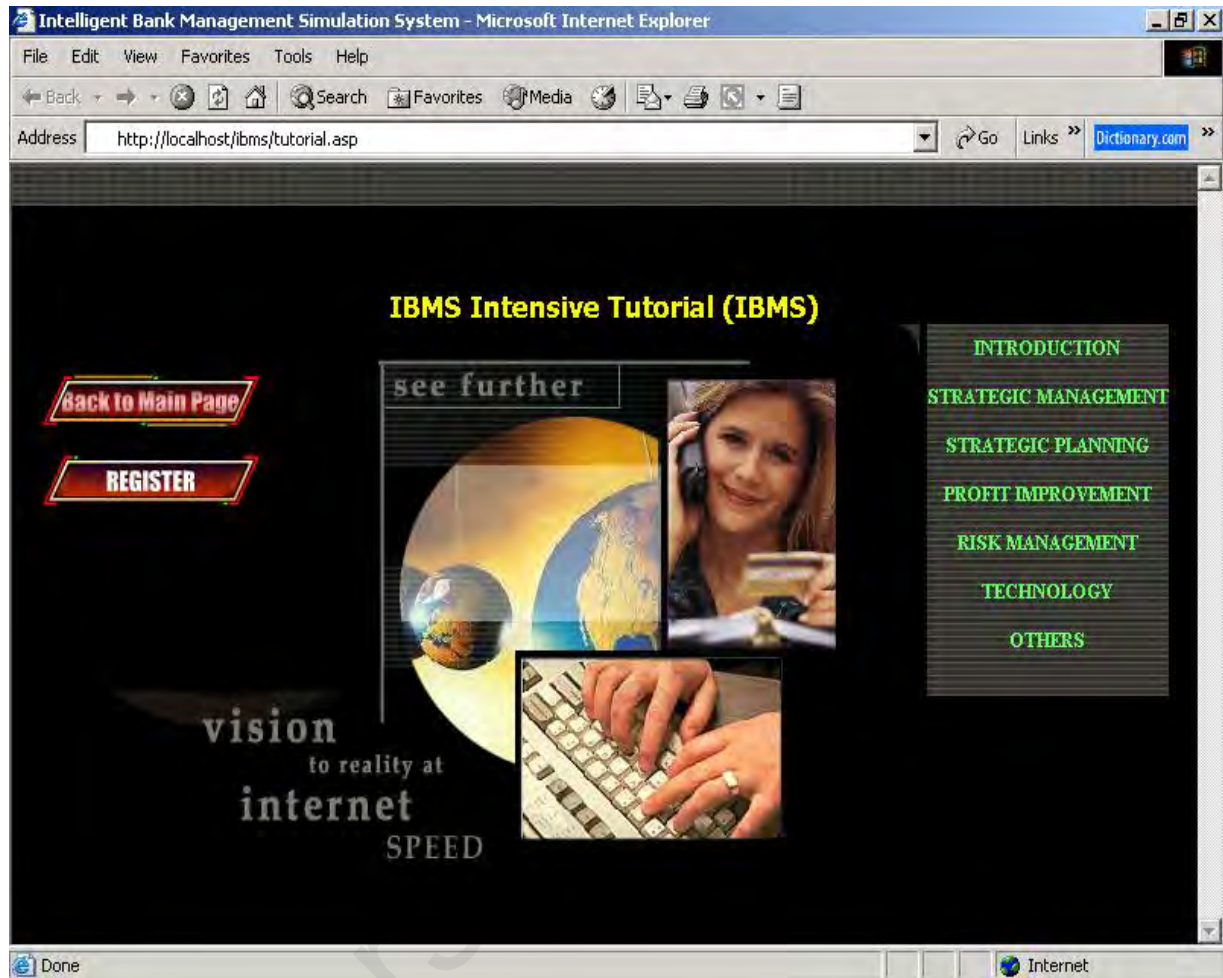 Intelligent Bank Management Simulation System - Microsoft Internet Explorer
File Edit View Favorites Tools Help
Back Search Favorites Media
Address http://localhost/ibms/tutorial.asp Go Links » Dictionary.com »
IBMS Intensive Tutorial (IBMS)
Back to Main Page
REGISTER
see further
vision
to reality at
internet
SPEED
INTRODUCTION
STRATEGIC MANAGEMENT
STRATEGIC PLANNING
PROFIT IMPROVEMENT
RISK MANAGEMENT
TECHNOLOGY
OTHERS
Done Internet